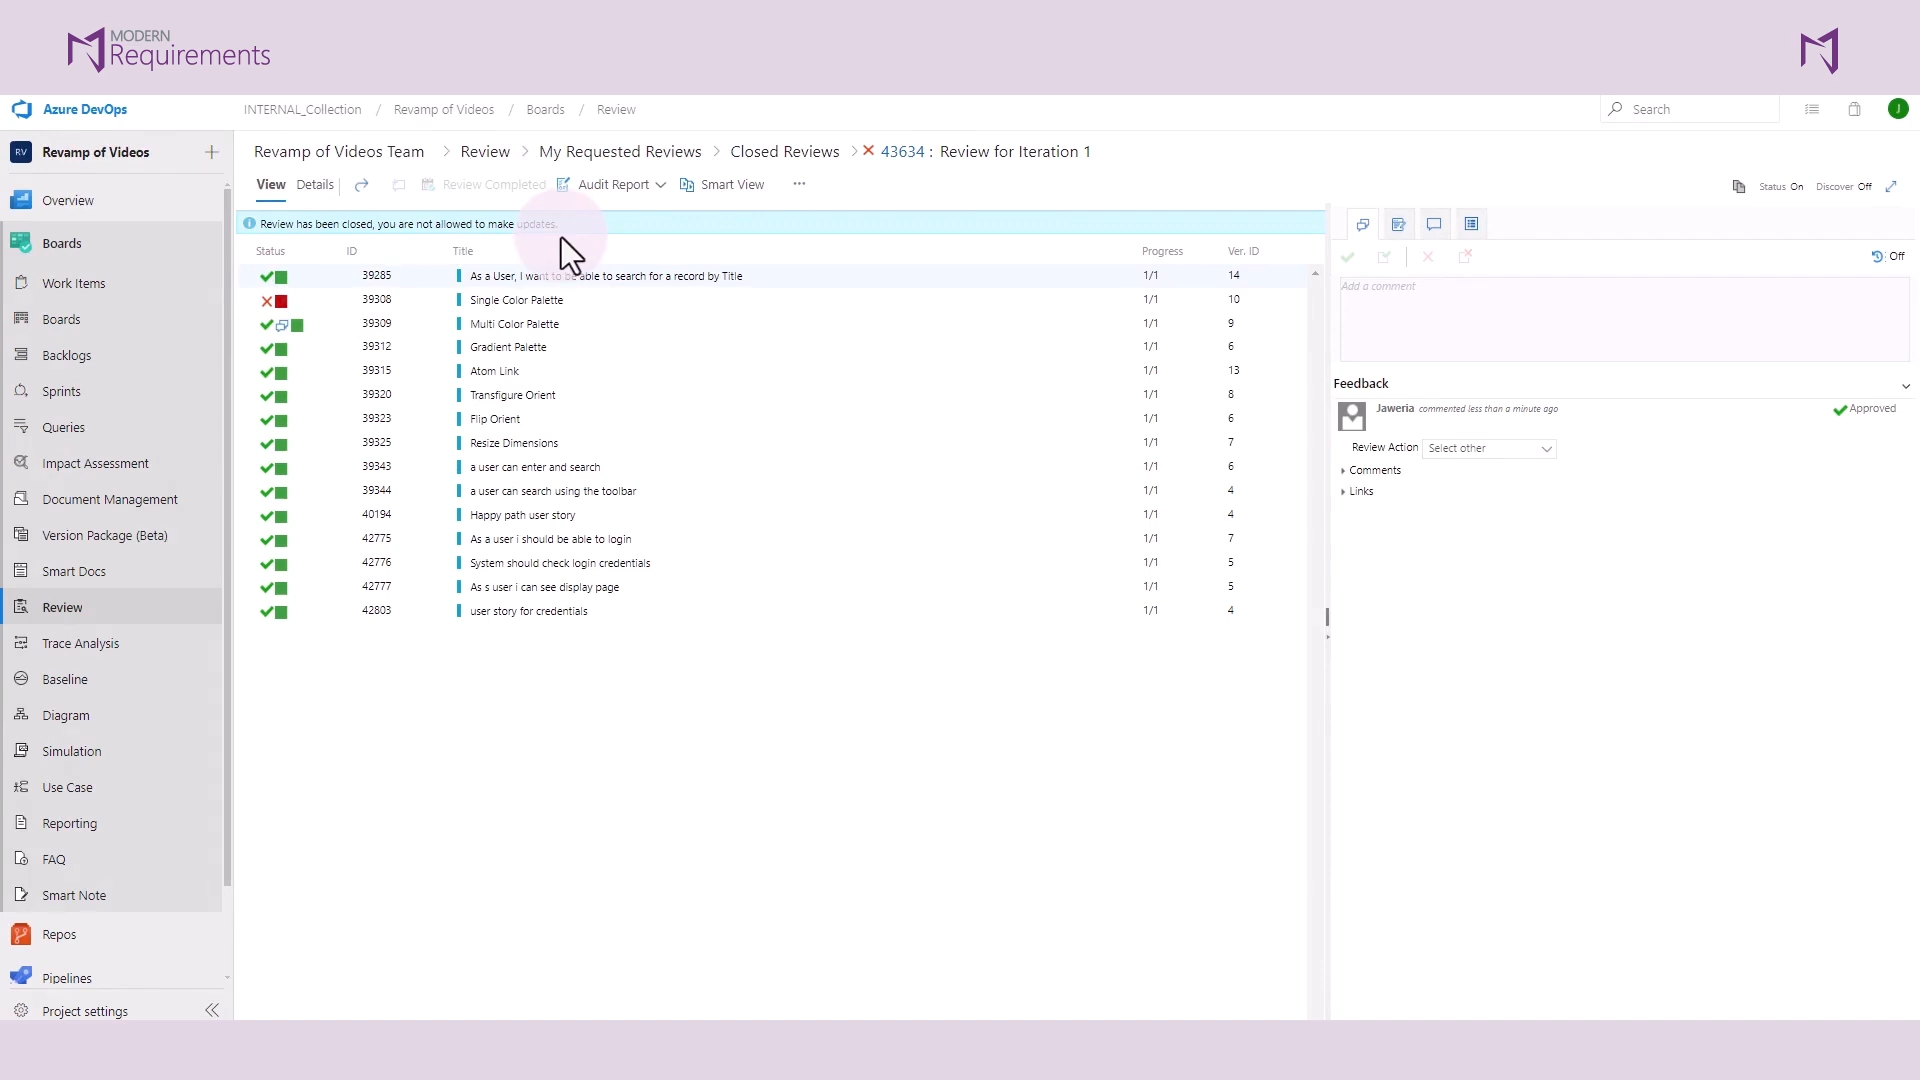 MODERN
Requirements
Azure DevOps
INTERNAL_Collection / Revamp of Videos / Boards / Review
Search
J
RV Revamp of Videos
Revamp of Videos Team > Review > My Requested Reviews > Closed Reviews > 43634 : Review for Iteration 1
View Details Review Completed Audit Report Smart View ...
Status On Discover Off
Overview
Boards
Work Items
Boards
Backlogs
Sprints
Queries
Impact Assessment
Document Management
Version Package (Beta)
Smart Docs
Review
Trace Analysis
Baseline
Diagram
Simulation
Use Case
Reporting
FAQ
Smart Note
Repos
Pipelines
Project settings
Review has been closed, you are not allowed to make updates.
Status ID Title Progress Ver. ID
39285 As a User, I want to be able to search for a record by Title 1/1 14
39308 Single Color Palette 1/1 10
39309 Multi Color Palette 1/1 9
39312 Gradient Palette 1/1 6
39315 Atom Link 1/1 13
39320 Transfigure Orient 1/1 8
39323 Flip Orient 1/1 6
39325 Resize Dimensions 1/1 7
39343 a user can enter and search 1/1 6
39344 a user can search using the toolbar 1/1 4
40194 Happy path user story 1/1 4
42775 As a user i should be able to login 1/1 7
42776 System should check login credentials 1/1 5
42777 As s user i can see display page 1/1 5
42803 user story for credentials 1/1 4
Off
Add a comment
Feedback
Jaweria commented less than a minute ago Approved
Review Action Select other
Comments
Links